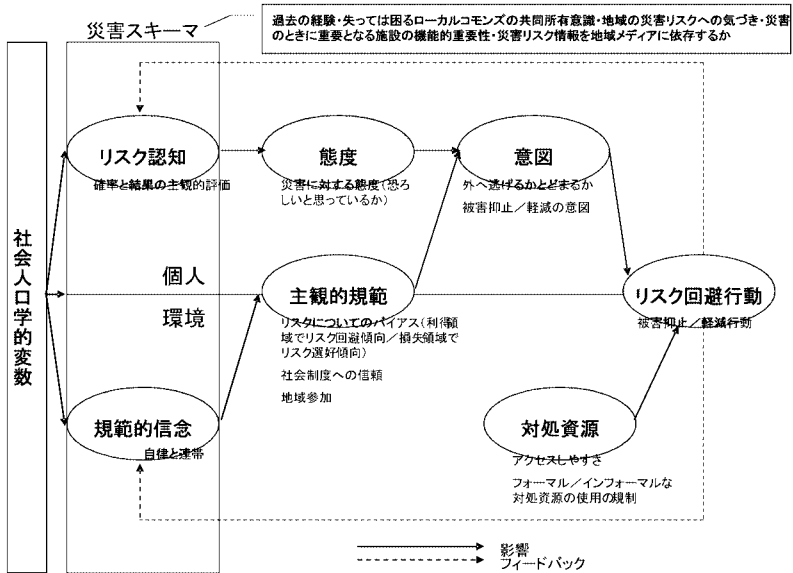 災害スキーマ
過去の経験・失っては困るローカルコモンズの共同所有意識・地域の災害リスクへの気づき・災害
のときに重要となる施設の機能的重要性・災害リスク情報を地域メディアに依存するか
リスク認知
確率と結果の主観的評価
態度
災害に対する態度(恐ろ
しいと思っているか)
意図
外へ逃げるかとどまるか
被害抑止/軽減の意図
社会人口学的変数
個人
環境
主観的規範
リスクについてのバイアス(利得領
域でリスク回避傾向/損失領域で
リスク選好傾向)
社会制度への信頼
地域参加
リスク回避行動
被害抑止/軽減行動
規範的信念
自律と連帯
対処資源
アクセスしやすさ
フォーマル/インフォーマルな
対処資源の使用の規制
影響
フィードバック